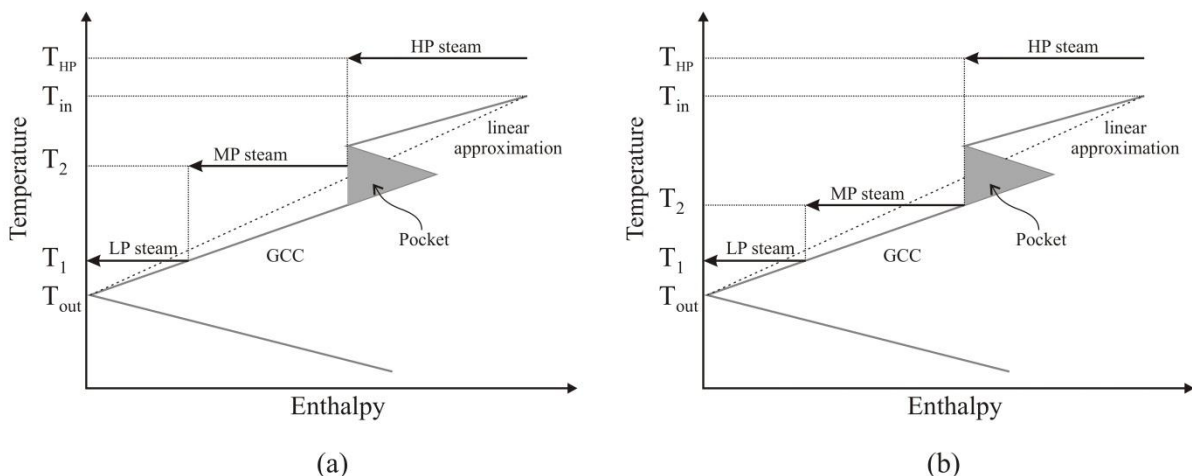 T_HP
HP steam
T_in
linear
approximation
T_2
MP steam
Pocket
T_1
LP steam
GCC
T_out
Temperature
Enthalpy
(a)
T_HP
HP steam
T_in
linear
approximation
T_2
MP steam
Pocket
T_1
LP steam
GCC
T_out
Temperature
Enthalpy
(b)